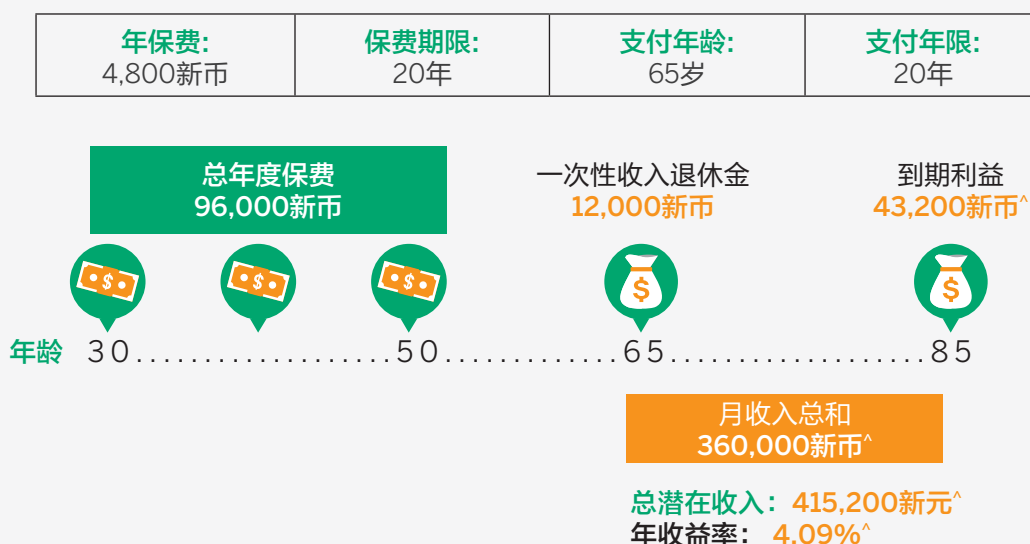 年保费:
4,800新币
保费期限:
20年
支付年龄:
65岁
支付年限:
20年
总年度保费
96,000新币
一次性收入退休金
12,000新币
到期利益
43,200新币^
年龄 30...................50...............65......................85
月收入总和
360,000新币^
总潜在收入：415,200新元^
年收益率： 4.09%^